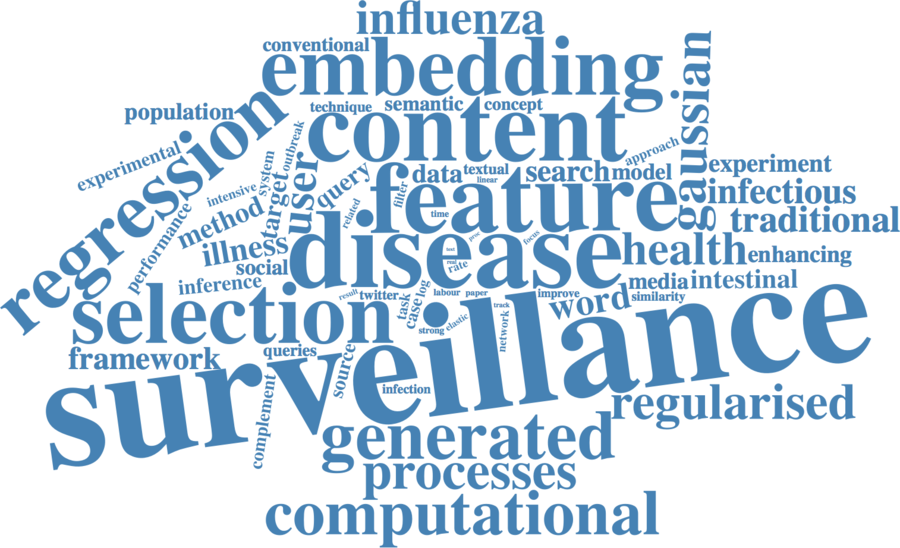 influenza
conventional
embedding
gaussian
population
regression
technique
semantic
concept
content
experimental
outbreak
system
intensive
target
user
query
data
textual
linear
search
model
approach
experiment
filter
feature
infectious
traditional
performance
method
related
time
illness
disease
focus
health
enhancing
social
inference
rate
real
media
intestinal
selection
result
twitter
task
case
log
labour
paper
improve
word
similarity
track
framework
queries
source
strong
elastic
network
surveillance
complement
infection
regularised
generated
processes
computational